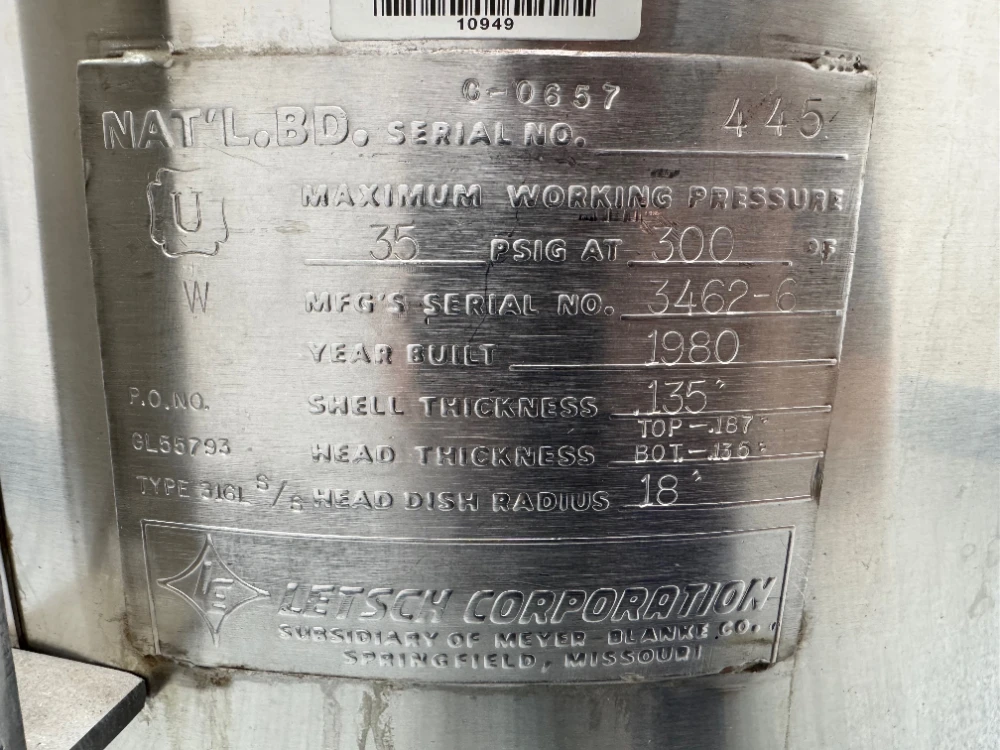 10949
C-0657
NAT'L.BD. SERIAL NO. 445
U
MAXIMUM WORKING PRESSURE
35 PSIG AT 300 °F
W
MFG'S SERIAL NO. 3462-6
YEAR BUILT 1980
P.O.NO. SHELL THICKNESS .135"
TOP-.187"
GL55793 HEAD THICKNESS BOT.-.135"
TYPE 316L S/S HEAD DISH RADIUS 18"
LE LETSCH CORPORATION
SUBSIDIARY OF MEYER-BLANKE CO.,
SPRINGFIELD, MISSOURI